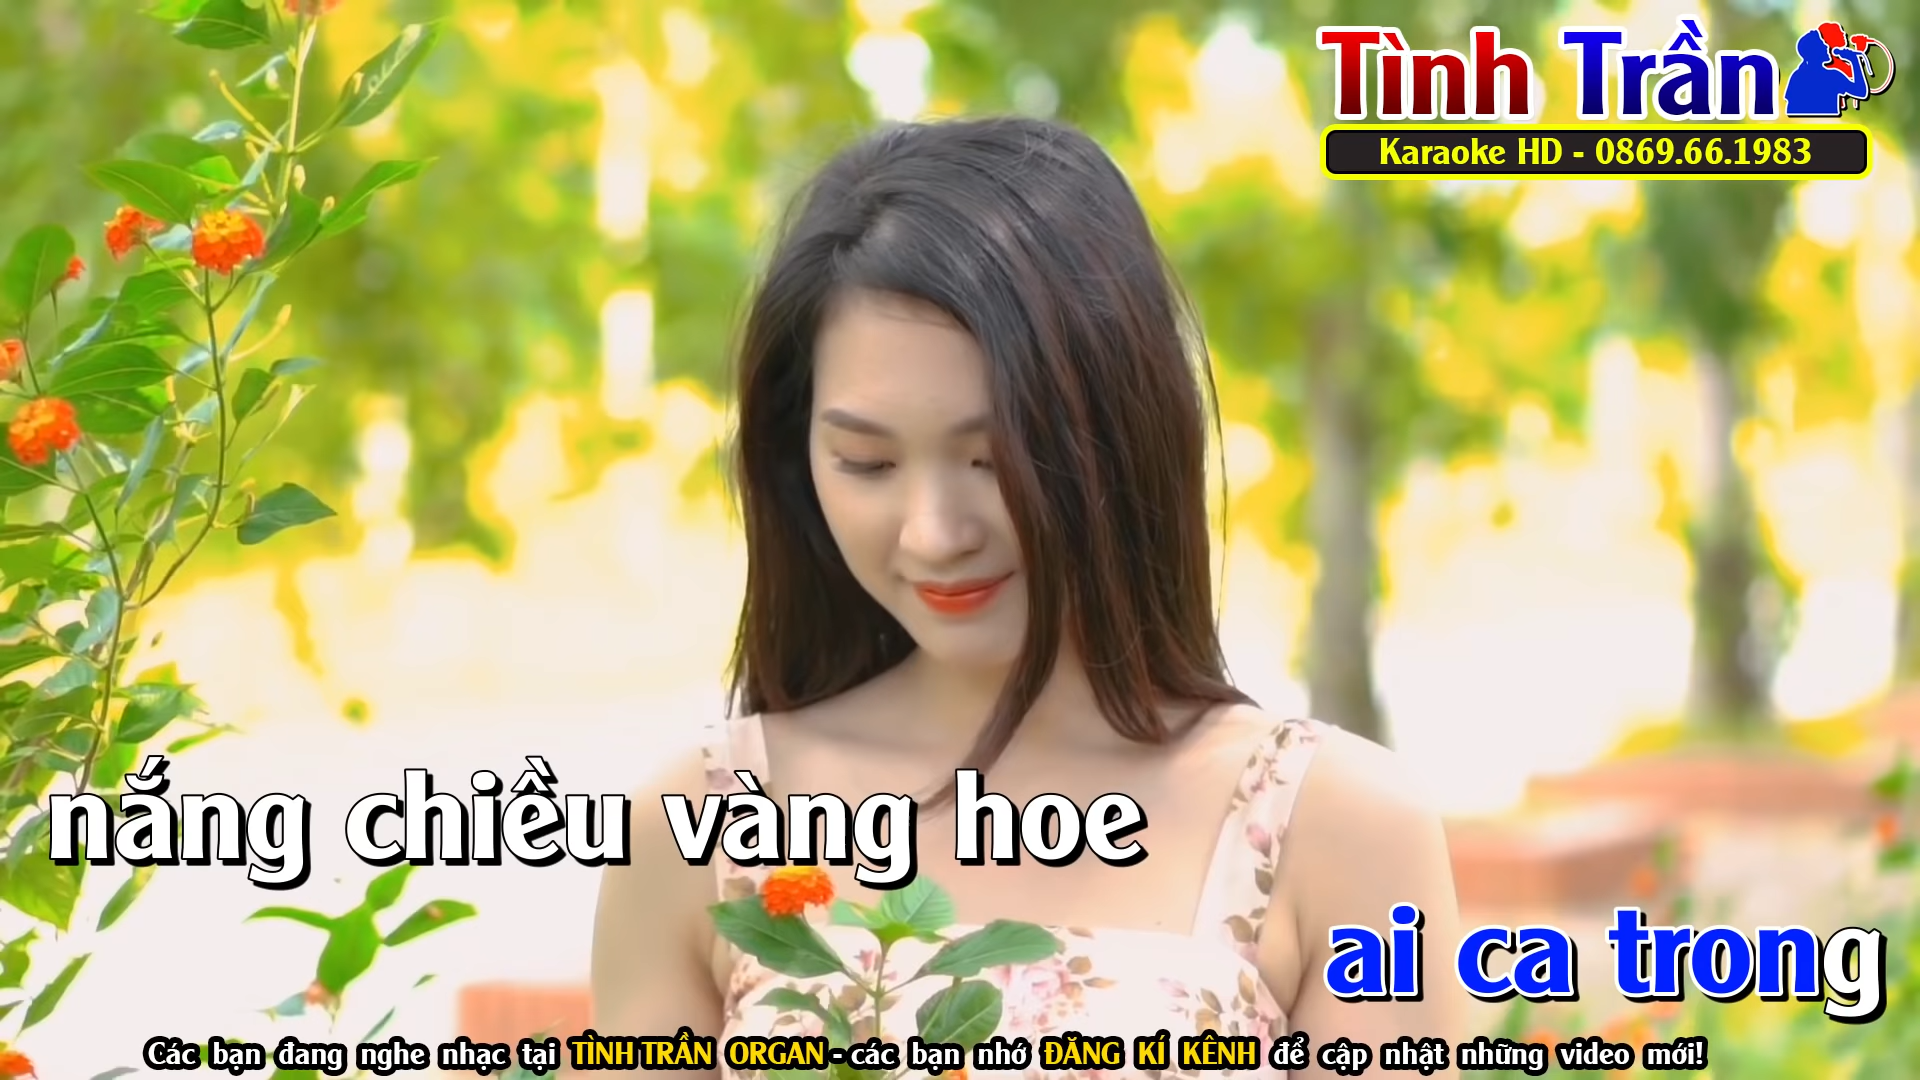 Tình Trần
Karaoke HD - 0869.66.1983
nắng chiều vàng hoe
ai ca trong
Các bạn đang nghe nhạc tại TÌNH TRẦN ORGAN - các bạn nhớ ĐĂNG KÍ KÊNH để cập nhật những video mới!